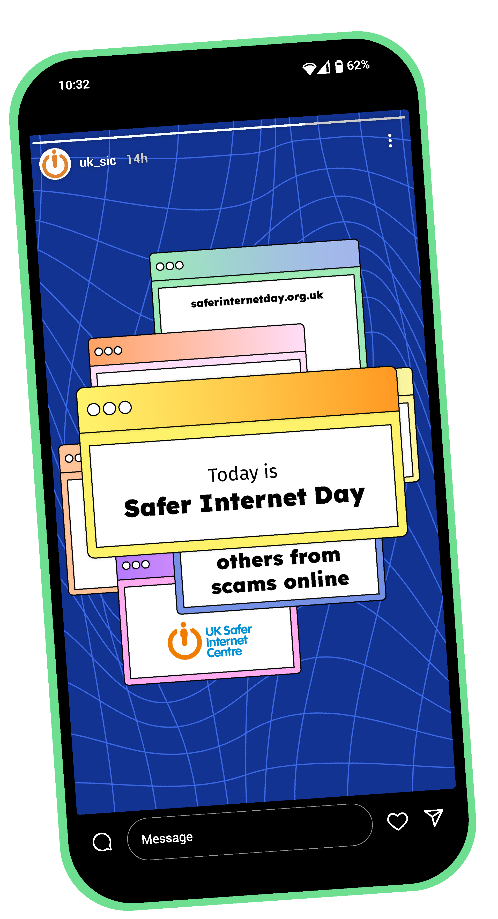 10:32
62%
uk_sic 14h
saferinternetday.org.uk
Today is
Safer Internet Day
others from
scams online
UK Safer
Internet
Centre
Message